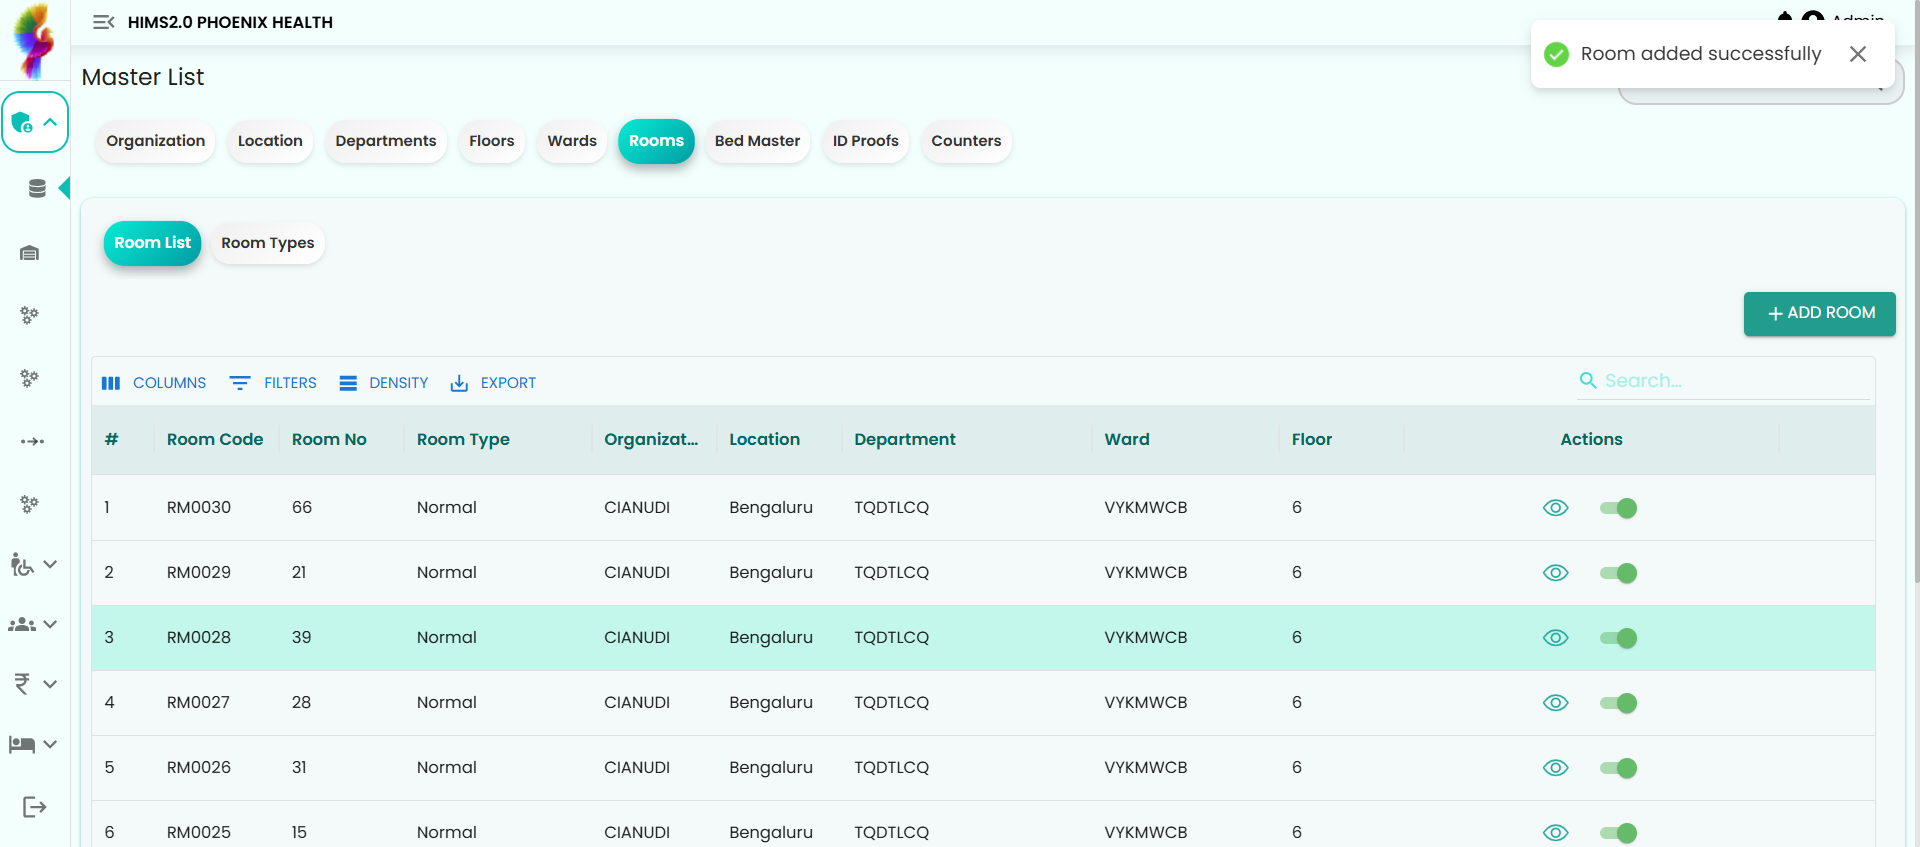 HIMS2.0 PHOENIX HEALTH
Admin
Room added successfully
Master List
Organization Location Departments Floors Wards Rooms Bed Master ID Proofs Counters
Room List Room Types
+ ADD ROOM
COLUMNS FILTERS DENSITY EXPORT Search...
# Room Code Room No Room Type Organizat... Location Department Ward Floor Actions
1 RM0030 66 Normal CIANUDI Bengaluru TQDTLCQ VYKMWCB 6
2 RM0029 21 Normal CIANUDI Bengaluru TQDTLCQ VYKMWCB 6
3 RM0028 39 Normal CIANUDI Bengaluru TQDTLCQ VYKMWCB 6
4 RM0027 28 Normal CIANUDI Bengaluru TQDTLCQ VYKMWCB 6
5 RM0026 31 Normal CIANUDI Bengaluru TQDTLCQ VYKMWCB 6
6 RM0025 15 Normal CIANUDI Bengaluru TQDTLCQ VYKMWCB 6